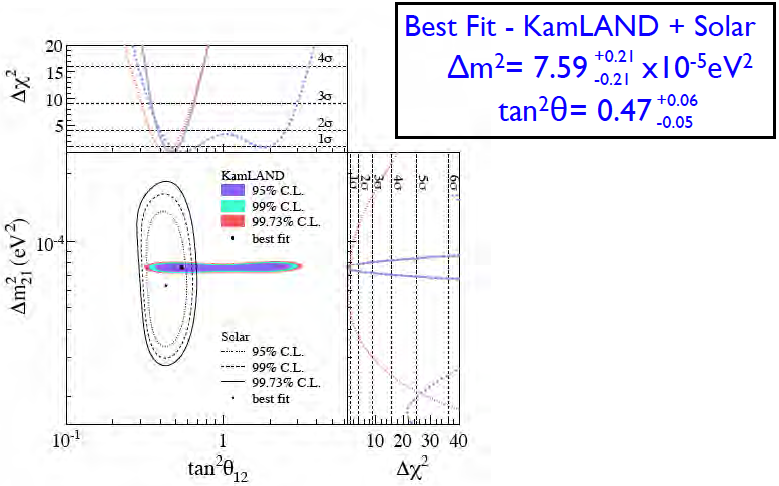 Best Fit - KamLAND + Solar
Δm²= 7.59 +0.21 -0.21 x10-5eV²
tan²θ= 0.47 +0.06 -0.05
20
15
10
5
Δχ²
4σ
3σ
2σ
1σ
KamLAND
95% C.L.
99% C.L.
99.73% C.L.
best fit
Solar
95% C.L.
99% C.L.
99.73% C.L.
best fit
10-4
Δm²21 (eV²)
10-1
1
tan²θ12
1σ
2σ
3σ
4σ
5σ
6σ
10 20 30 40
Δχ²